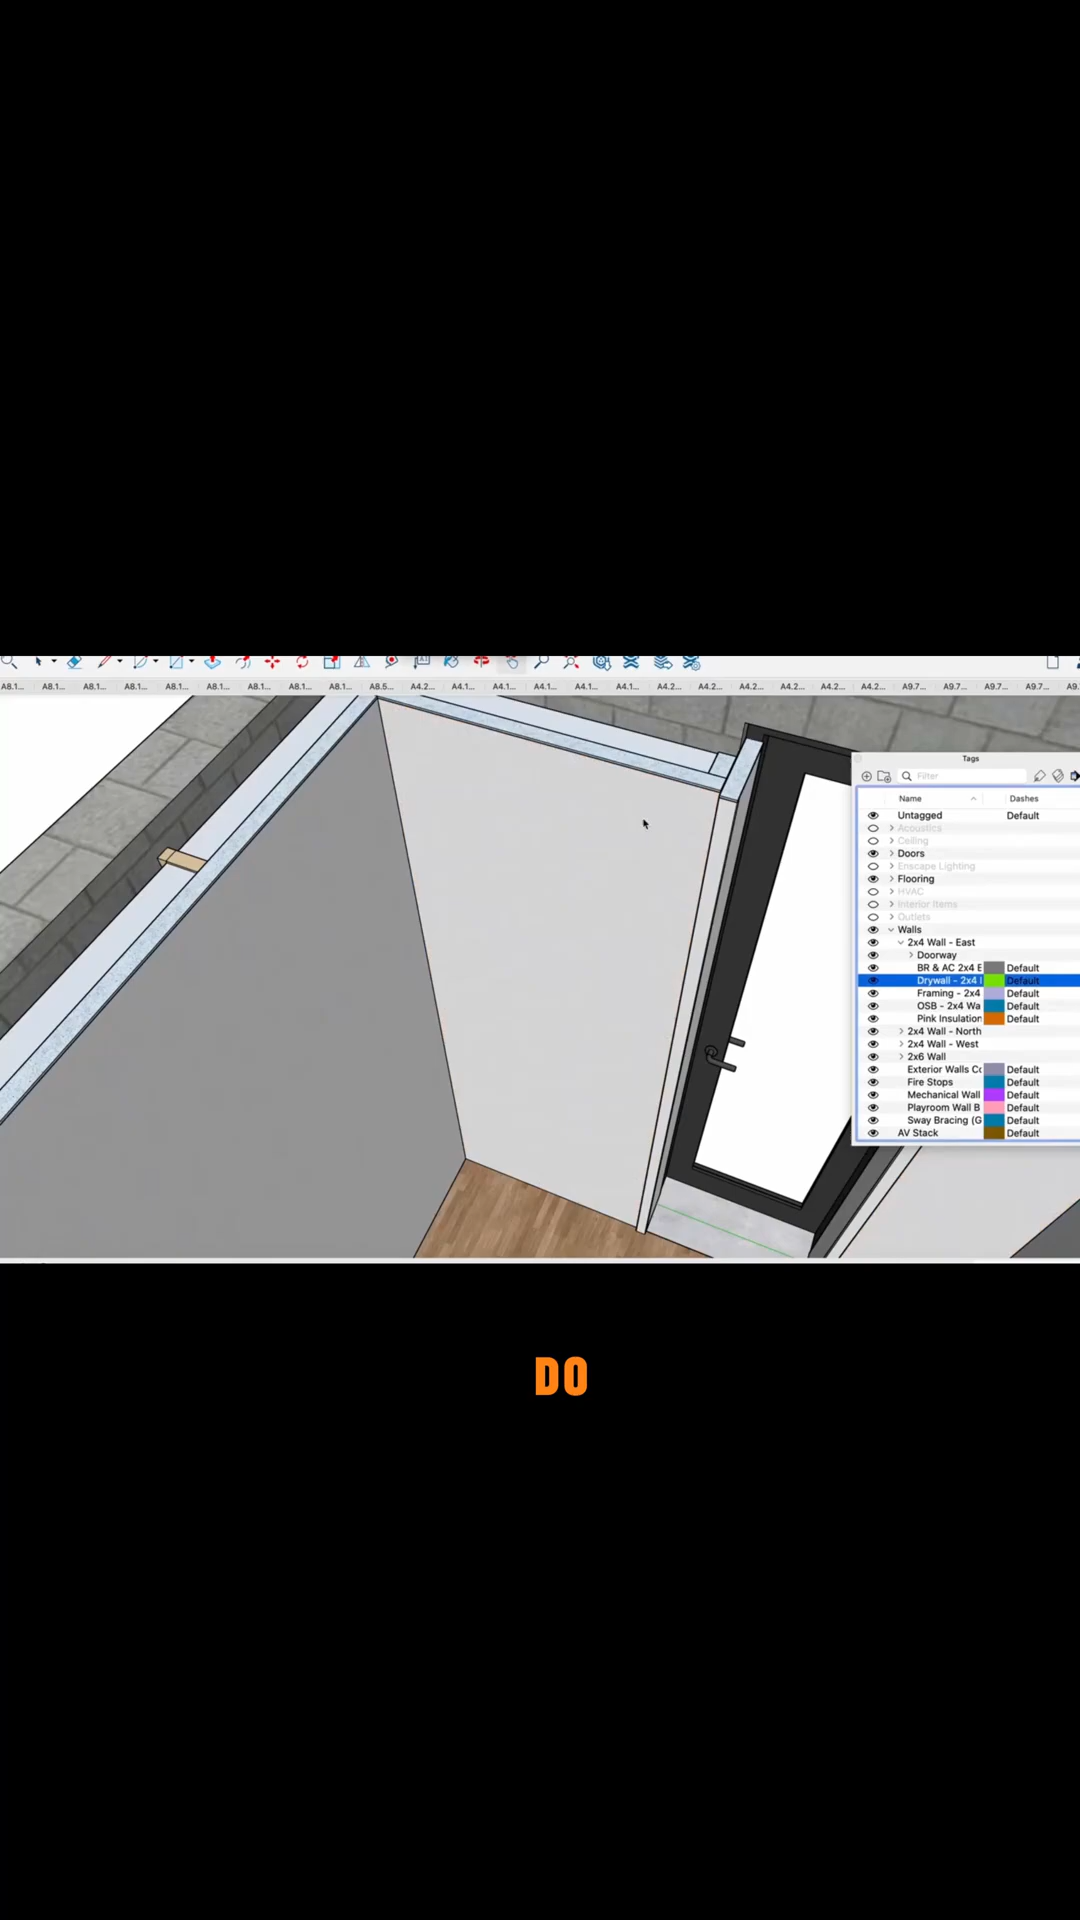 A8.1... A8.1... A8.1... A8.1... A8.1... A8.1... A8.1... A8.1... A8.1... A8.5... A4.2... A4.1... A4.1... A4.1... A4.1... A4.1... A4.2... A4.2... A4.2... A4.2... A4.2... A4.2... A9.7... A9.7... A9.7... A9.7...
Tags
Filter
Name Dashes
Untagged Default
Acoustics
Ceiling
Doors
Enscape Lighting
Flooring
HVAC
Interior Items
Outlets
Walls
2x4 Wall - East
Doorway
BR & AC 2x4 E Default
Drywall - 2x4 Default
Framing - 2x4 Default
OSB - 2x4 Wa Default
Pink Insulation Default
2x4 Wall - North
2x4 Wall - West
2x6 Wall
Exterior Walls Cc Default
Fire Stops Default
Mechanical Wall Default
Playroom Wall B Default
Sway Bracing (G Default
AV Stack Default
DO